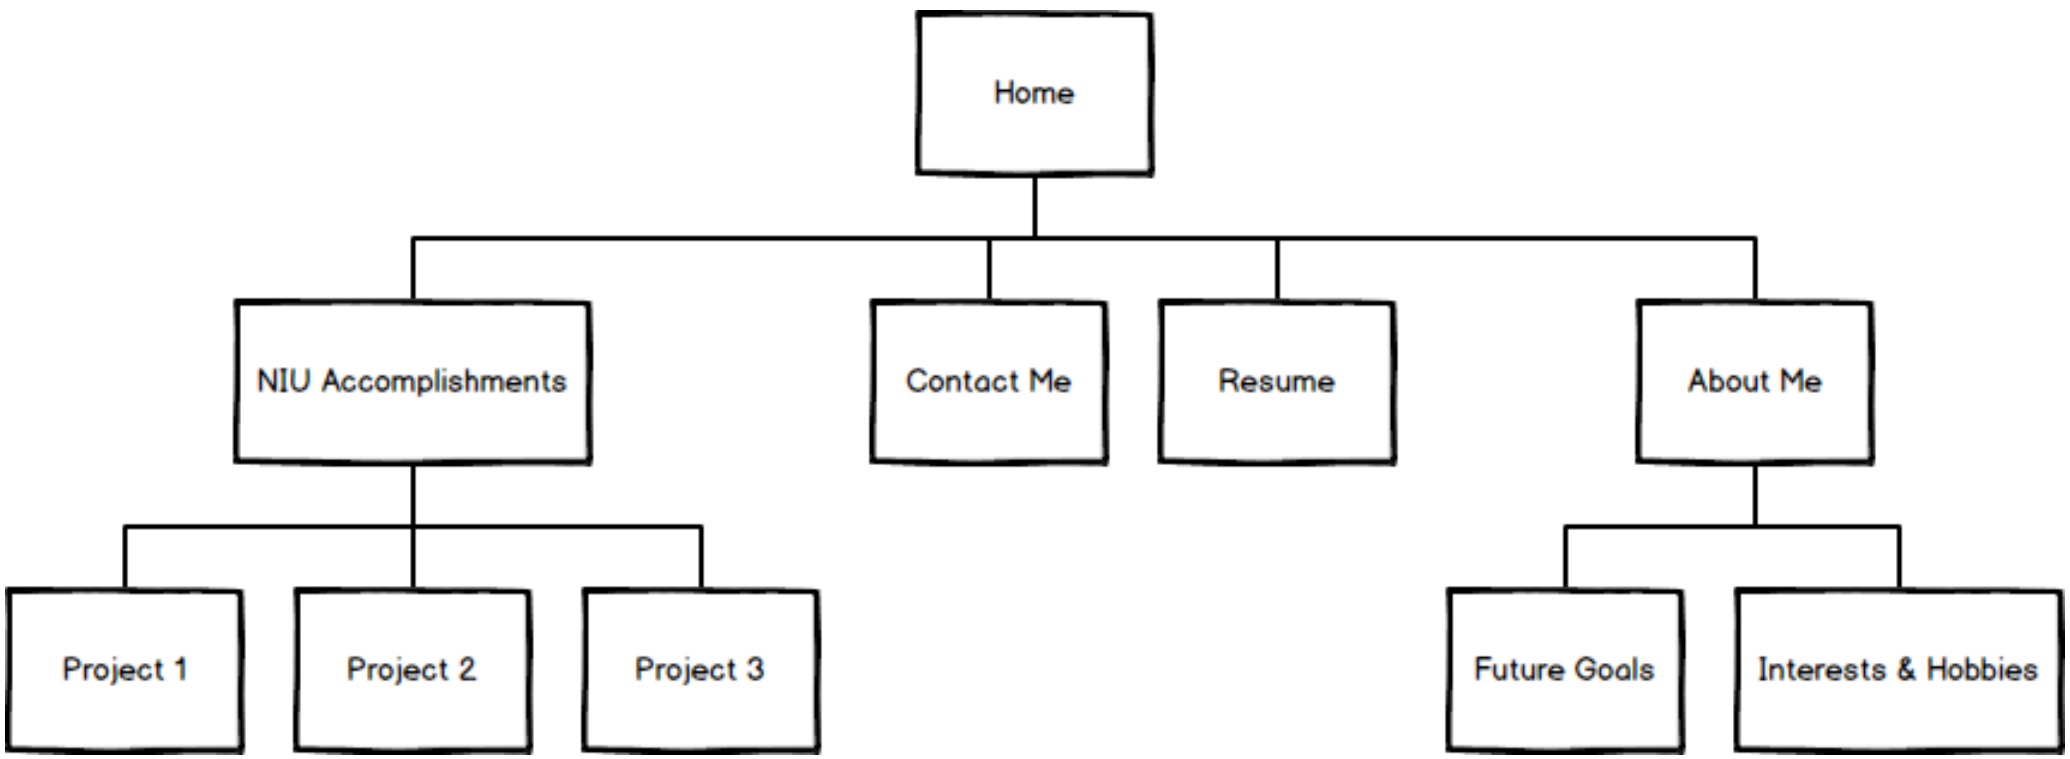 Home
NIU Accomplishments
Contact Me
Resume
About Me
Project 1
Project 2
Project 3
Future Goals
Interests & Hobbies